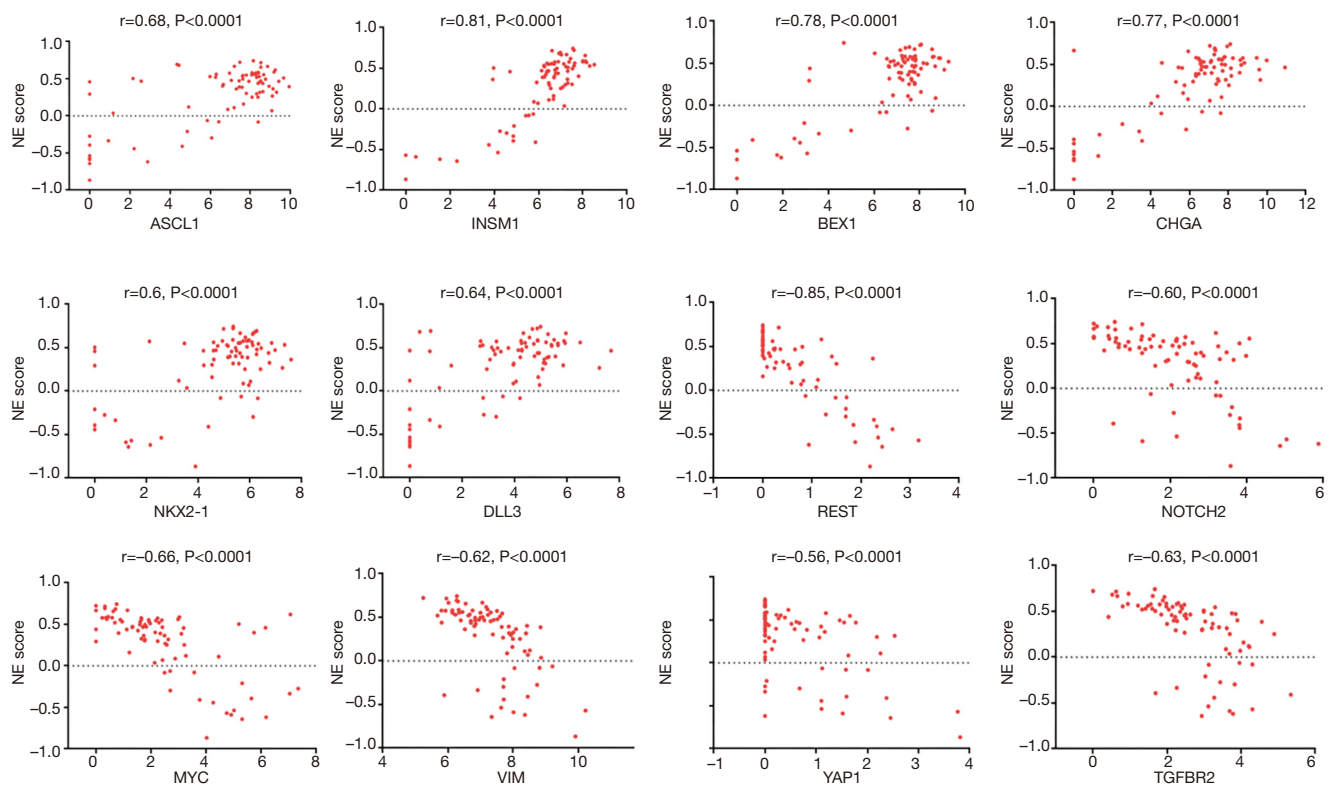 r=0.68, P<0.0001
r=0.81, P<0.0001
r=0.78, P<0.0001
r=0.77, P<0.0001
NE score
1.0
0.5
0.0
−0.5
−1.0
0 2 4 6 8 10
ASCL1
NE score
1.0
0.5
0.0
−0.5
−1.0
0 2 4 6 8 10
INSM1
NE score
1.0
0.5
0.0
−0.5
−1.0
0 2 4 6 8 10
BEX1
NE score
1.0
0.5
0.0
−0.5
−1.0
0 2 4 6 8 10 12
CHGA
r=0.6, P<0.0001
r=0.64, P<0.0001
r=−0.85, P<0.0001
r=−0.60, P<0.0001
NE score
1.0
0.5
0.0
−0.5
−1.0
0 2 4 6 8
NKX2-1
NE score
1.0
0.5
0.0
−0.5
−1.0
0 2 4 6 8
DLL3
NE score
1.0
0.5
0.0
−0.5
−1.0
−1 0 1 2 3 4
REST
NE score
1.0
0.5
0.0
−0.5
−1.0
0 2 4 6
NOTCH2
r=−0.66, P<0.0001
r=−0.62, P<0.0001
r=−0.56, P<0.0001
r=−0.63, P<0.0001
NE score
1.0
0.5
0.0
−0.5
−1.0
0 2 4 6 8
MYC
NE score
1.0
0.5
0.0
−0.5
−1.0
4 6 8 10
VIM
NE score
1.0
0.5
0.0
−0.5
−1.0
−1 0 1 2 3 4
YAP1
NE score
1.0
0.5
0.0
−0.5
−1.0
0 2 4 6
TGFBR2